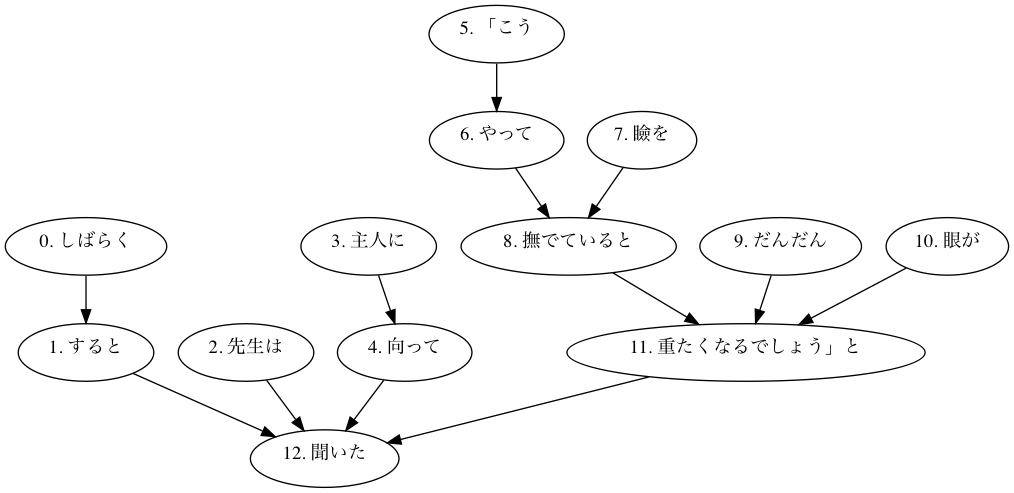 5. 「こう
6. やって
7. 瞼を
0. しばらく
3. 主人に
8. 撫でていると
9. だんだん
10. 眼が
1. すると
2. 先生は
4. 向って
11. 重たくなるでしょう」と
12. 聞いた